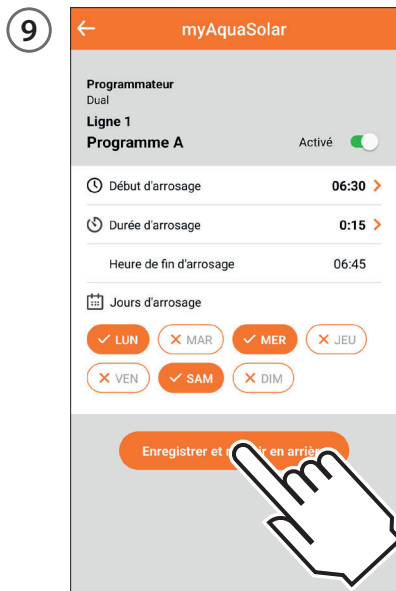 9
myAquaSolar
Programmateur
Dual
Ligne 1
Programme A Activé
Début d'arrosage 06:30
Durée d'arrosage 0:15
Heure de fin d'arrosage 06:45
Jours d'arrosage
LUN MAR MER JEU
VEN SAM DIM
Enregistrer et en